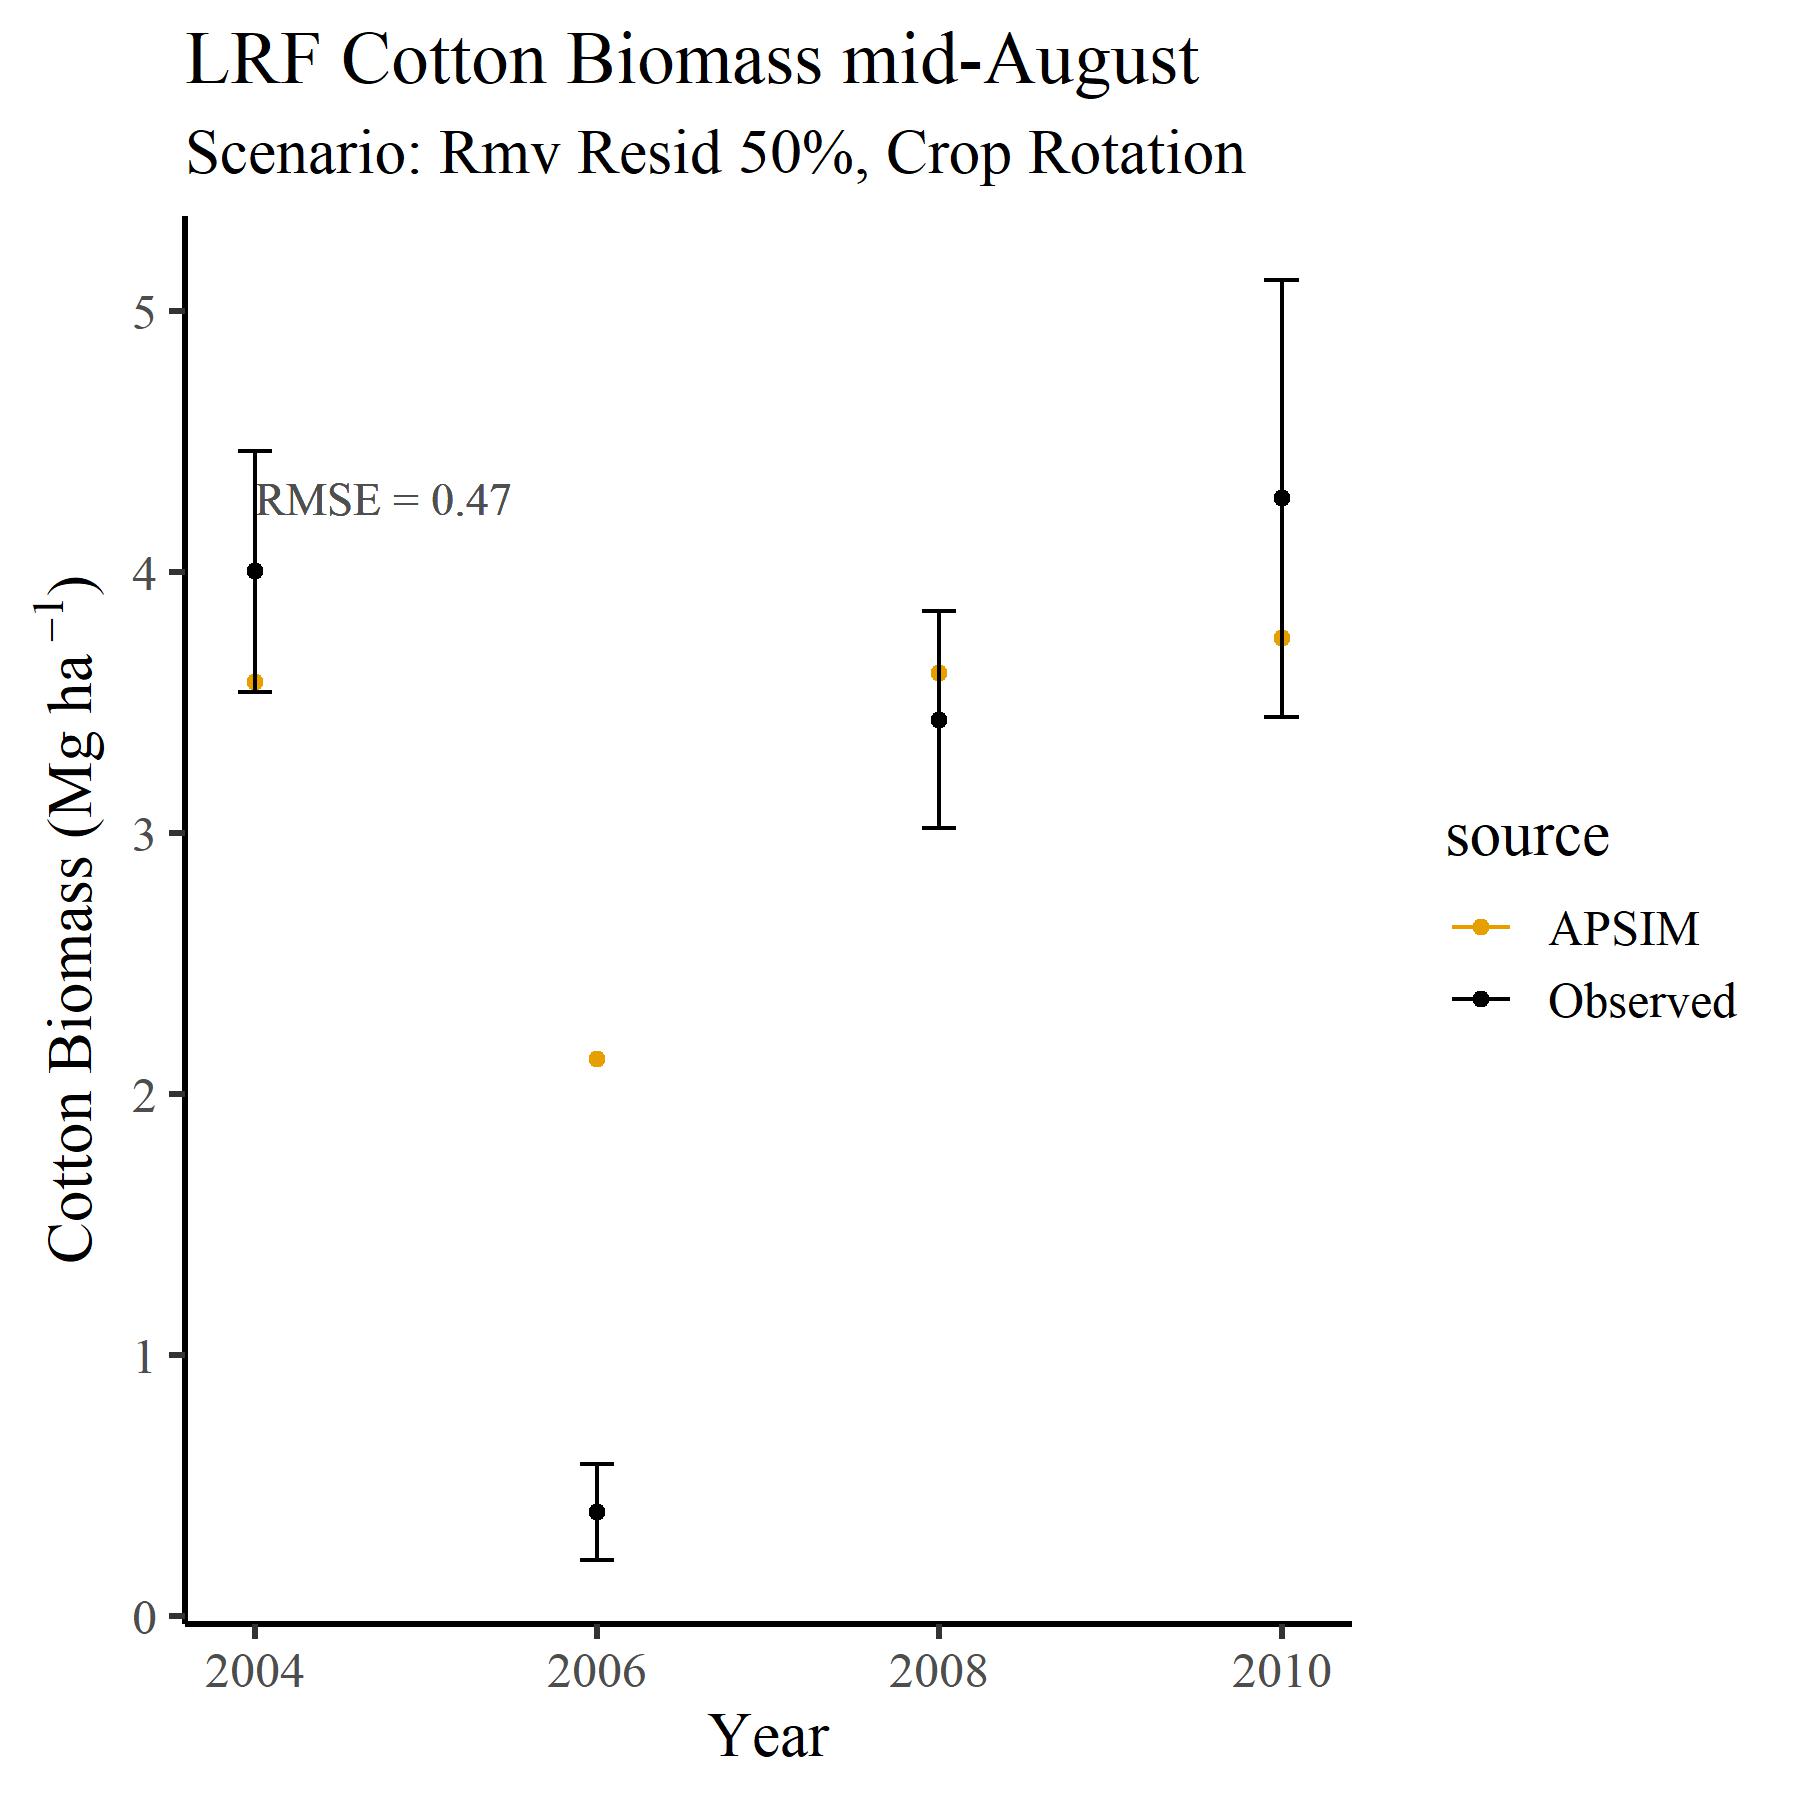 LRF Cotton Biomass mid-August
Scenario: Rmv Resid 50%, Crop Rotation
Cotton Biomass (Mg ha −1)
5
4
3
2
1
0
RMSE = 0.47
2004 2006 2008 2010
Year
source
APSIM
Observed